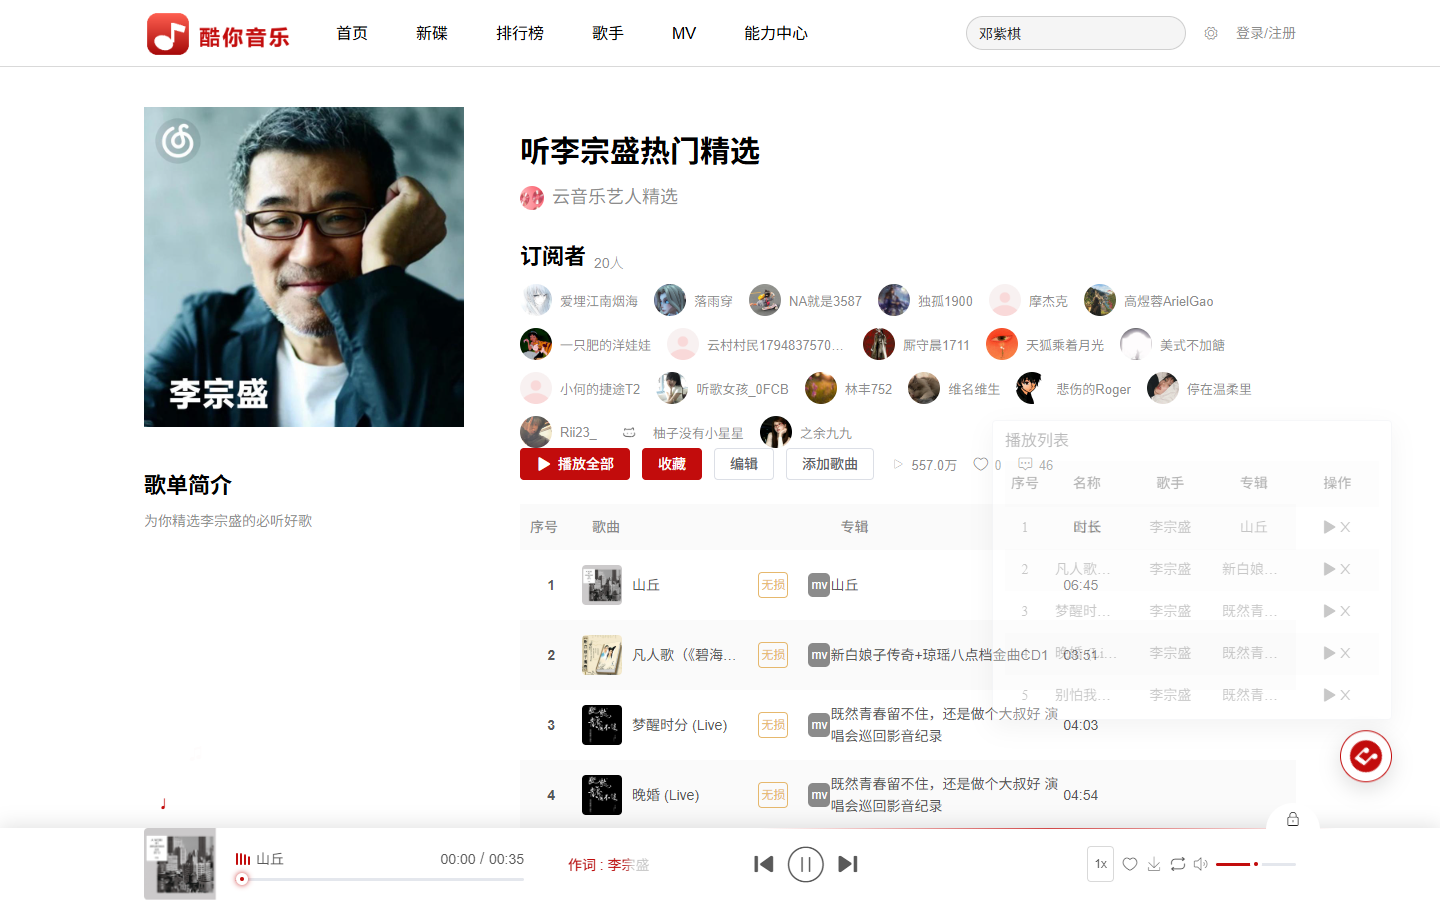 酷你音乐 首页 新碟 排行榜 歌手 MV 能力中心 邓紫棋 登录/注册
李宗盛
听李宗盛热门精选
云音乐艺人精选
订阅者 20人
爱埋江南烟海 落雨穿 NA就是3587 独孤1900 摩杰克 高煜蓉ArielGao
一只肥的洋娃娃 云村村民1794837570... 厮守晨1711 天狐乘着月光 美式不加醣
小何的捷途T2 听歌女孩_0FCB 林丰752 维名维生 悲伤的Roger 停在温柔里
Rii23_ 柚子没有小星星 之余九九
播放全部 收藏 编辑 添加歌曲 557.0万 0 46
歌单简介
为你精选李宗盛的必听好歌
序号 歌曲 专辑 时长
1 山丘 无损 mv 山丘 06:45
2 凡人歌（《碧海... 无损 mv 新白娘子传奇+琼瑶八点档金曲CD1 03:51
3 梦醒时分 (Live) 无损 mv 既然青春留不住，还是做个大叔好 演
唱会巡回影音纪录 04:03
4 晚婚 (Live) 无损 mv 既然青春留不住，还是做个大叔好 演
唱会巡回影音纪录 04:54
播放列表
序号 名称 歌手 专辑 操作
1 李宗盛 山丘 X
2 凡人歌... 李宗盛 新白娘... X
3 梦醒时... 李宗盛 既然青... X
李宗盛 既然青... X
5 别怕我... 李宗盛 既然青... X
山丘 00:00 / 00:35
作词 : 李宗盛
1x